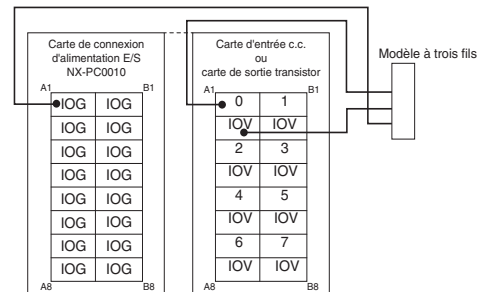 Carte de connexion
d'alimentation E/S
NX-PC0010
A1 B1
IOG IOG
IOG IOG
IOG IOG
IOG IOG
IOG IOG
IOG IOG
IOG IOG
IOG IOG
A8 B8
Carte d'entrée c.c.
ou
carte de sortie transistor
A1 B1
0 1
IOV IOV
2 3
IOV IOV
4 5
IOV IOV
6 7
IOV IOV
A8 B8
Modèle à trois fils